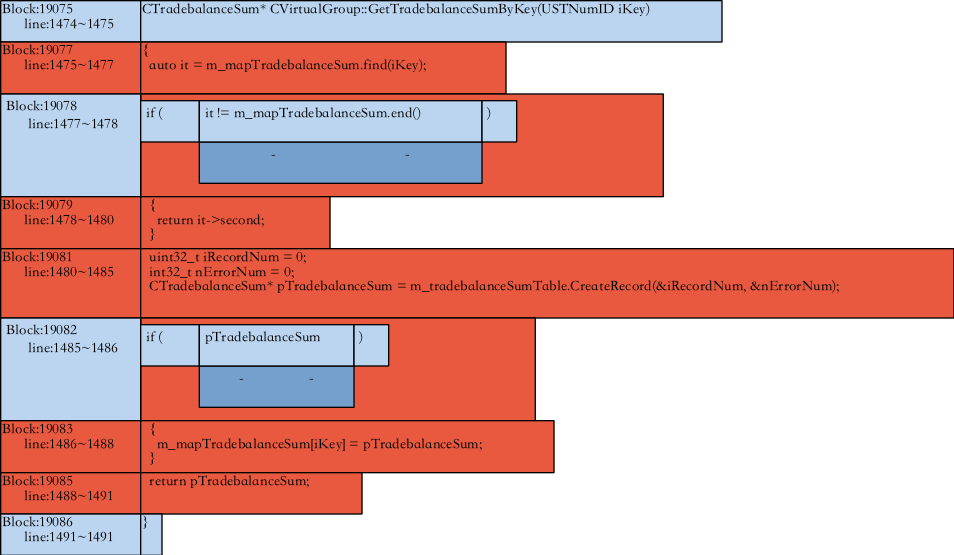 Block:19075 CTradebalanceSum* CVirtualGroup::GetTradebalanceSumByKey(USTNumID iKey)
line:1474~1475
Block:19077 {
line:1475~1477 auto it = m_mapTradebalanceSum.find(iKey);
Block:19078
if ( it != m_mapTradebalanceSum.end() )
line:1477~1478
- -
Block:19079 {
line:1478~1480 return it->second;
}
Block:19081 uint32_t iRecordNum = 0;
line:1480~1485 int32_t nErrorNum = 0;
CTradebalanceSum* pTradebalanceSum = m_tradebalanceSumTable.CreateRecord(&iRecordNum, &nErrorNum);
Block:19082
if ( pTradebalanceSum )
line:1485~1486
- -
Block:19083 {
line:1486~1488 m_mapTradebalanceSum[iKey] = pTradebalanceSum;
}
Block:19085 return pTradebalanceSum;
line:1488~1491
Block:19086 }
line:1491~1491